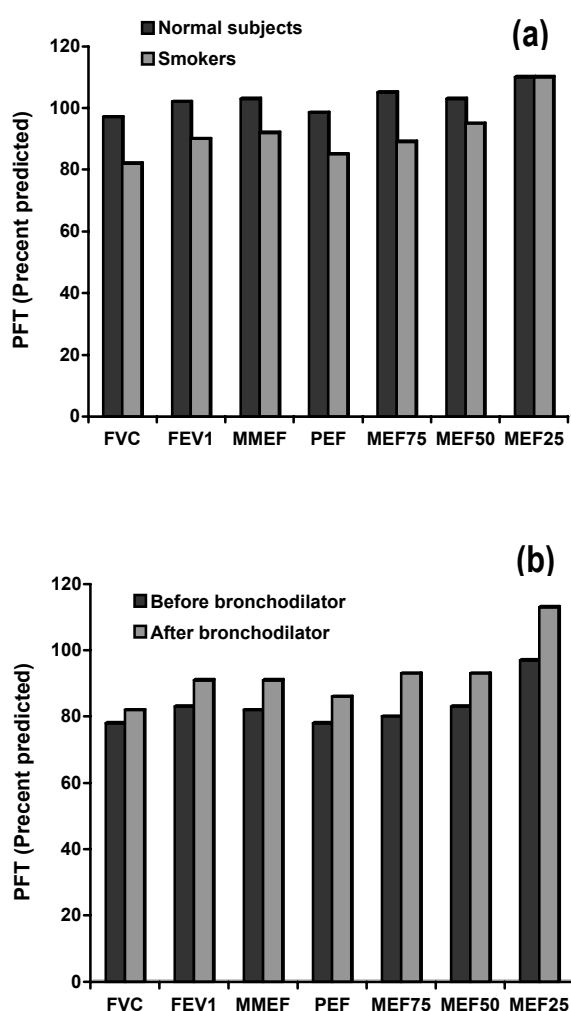 Normal subjects
Smokers
(a)
120
100
80
60
40
20
0
PFT (Precent predicted)
FVC FEV1 MMEF PEF MEF75 MEF50 MEF25
(b)
Before bronchodilator
After bronchodilator
120
100
80
60
40
20
0
PFT (Precent predicted)
FVC FEV1 MMEF PEF MEF75 MEF50 MEF25